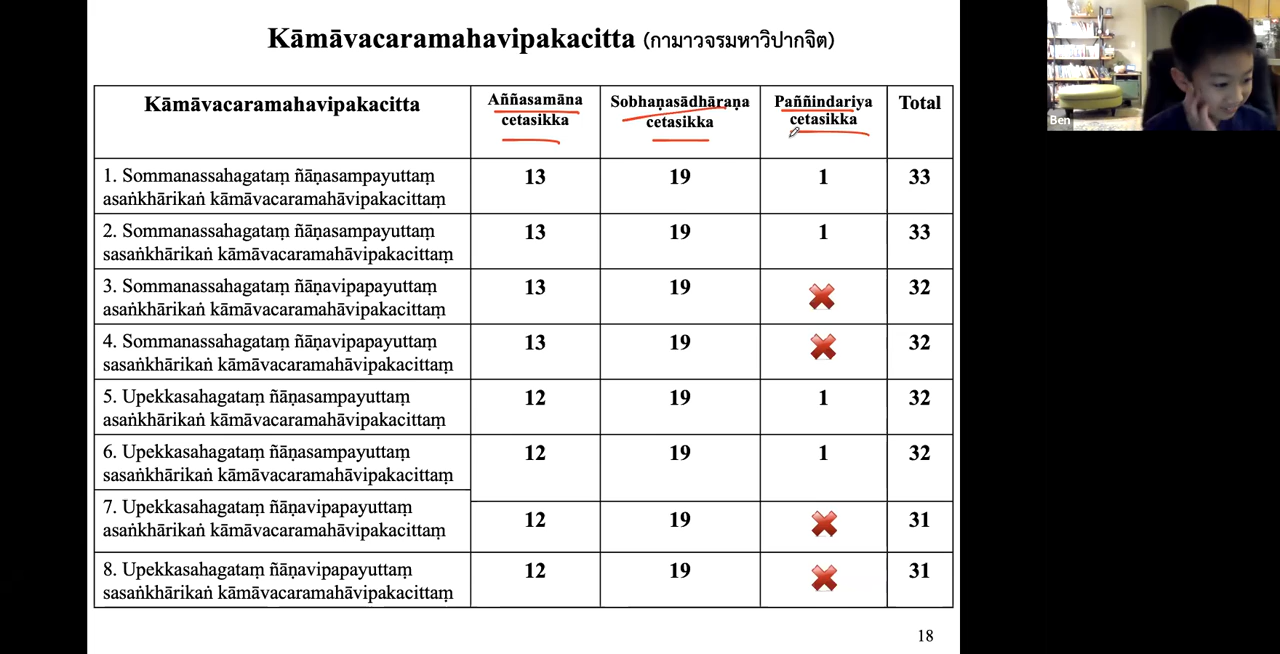 Kāmāvacaramahavipakacitta (กามาวจรมหาวิปากจิต)
Kāmāvacaramahavipakacitta
Aññasamāna
cetasikka
Sobhaṇasādhāraṇa
cetasikka
Paññindariya
cetasikka
Total
1. Sommanassahagataṃ ñāṇasampayuttaṃ
asaṅkhārikaṅ kāmāvacaramahāvipakacittaṃ
13
19
1
33
2. Sommanassahagataṃ ñāṇasampayuttaṃ
sasaṅkhārikaṅ kāmāvacaramahāvipakacittaṃ
13
19
1
33
3. Sommanassahagataṃ ñāṇavipapayuttaṃ
asaṅkhārikaṅ kāmāvacaramahāvipakacittaṃ
13
19
32
4. Sommanassahagataṃ ñāṇavipapayuttaṃ
sasaṅkhārikaṅ kāmāvacaramahāvipakacittaṃ
13
19
32
5. Upekkasahagataṃ ñāṇasampayuttaṃ
asaṅkhārikaṅ kāmāvacaramahāvipakacittaṃ
12
19
1
32
6. Upekkasahagataṃ ñāṇasampayuttaṃ
sasaṅkhārikaṅ kāmāvacaramahāvipakacittaṃ
12
19
1
32
7. Upekkasahagataṃ ñāṇavipapayuttaṃ
asaṅkhārikaṅ kāmāvacaramahāvipakacittaṃ
12
19
31
8. Upekkasahagataṃ ñāṇavipapayuttaṃ
sasaṅkhārikaṅ kāmāvacaramahāvipakacittaṃ
12
19
31
18
Ben